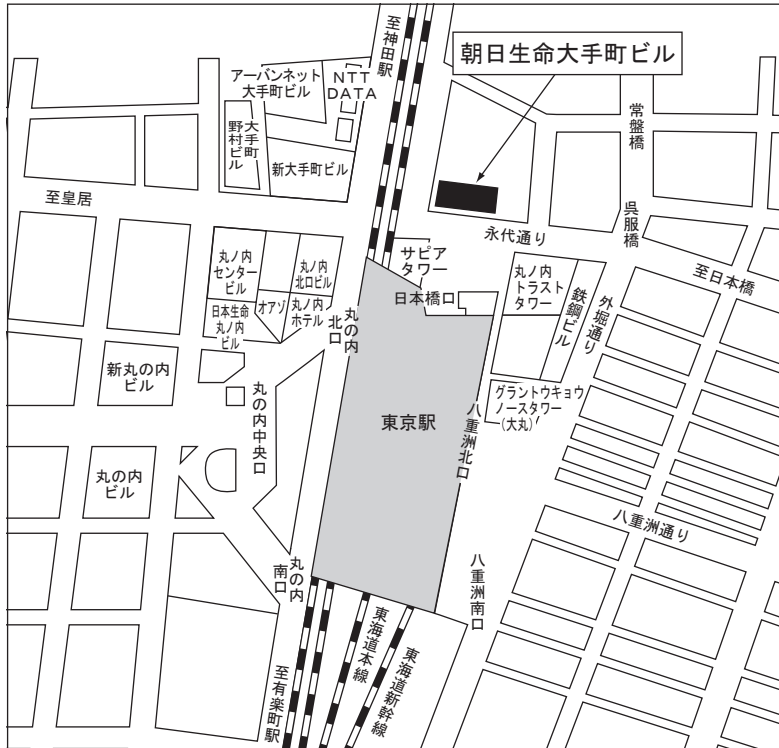 至神田駅
朝日生命大手町ビル
アーバンネット
大手町ビル
NTT
DATA
大手町
野村ビル
新大手町ビル
常盤橋
至皇居
呉服橋
永代通り
至日本橋
丸ノ内
センター
ビル
丸ノ内
北口ビル
サピア
タワー
丸ノ内
トラスト
タワー
日本橋口
鉄鋼ビル
外堀通り
日本生命
丸ノ内
ビル
オアゾ
丸ノ内
ホテル
丸の内
北口
新丸の内
ビル
グラントウキョウ
ノースタワー
(大丸)
丸の内中央口
東京駅
八重洲北口
丸の内
ビル
八重洲通り
丸の内
南口
八重洲南口
東海道本線
東海道新幹線
至有楽町駅